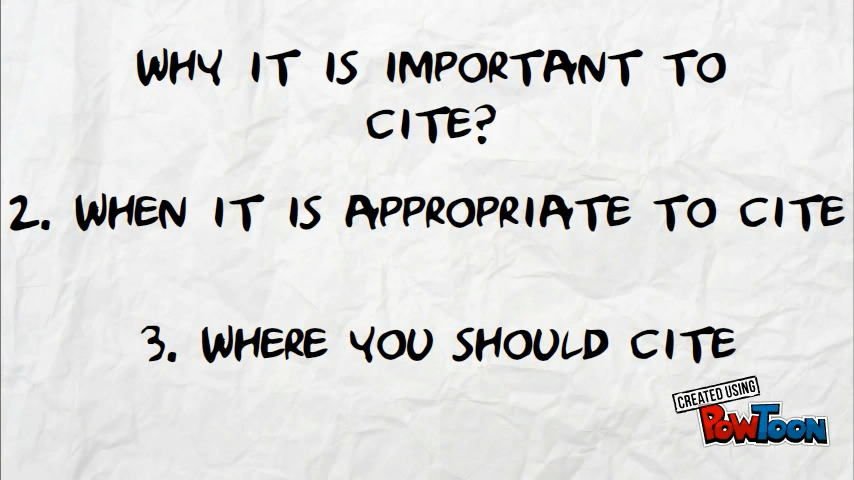 WHY IT IS IMPORTANT TO
CITE?
2. WHEN IT IS APPROPRIATE TO CITE
3. WHERE YOU SHOULD CITE
CREATED USING
POWTOON